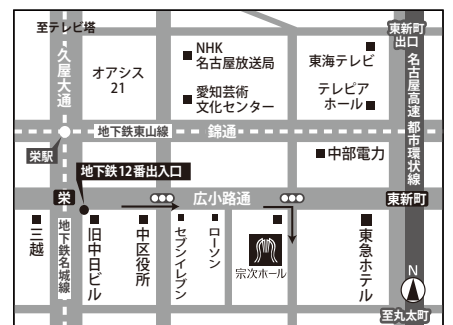 至テレビ塔
久屋大通
オアシス
21
NHK
名古屋放送局
愛知芸術
文化センター
東海テレビ
テレピア
ホール
東新町
出口
名古屋高速 都市環状線
地下鉄東山線
錦通
栄駅
地下鉄12番出入口
中部電力
栄
広小路通
東新町
三越
地下鉄名城線
旧中日ビル
中区役所
セブンイレブン
ローソン
宗次ホール
東急ホテル
N
至丸太町